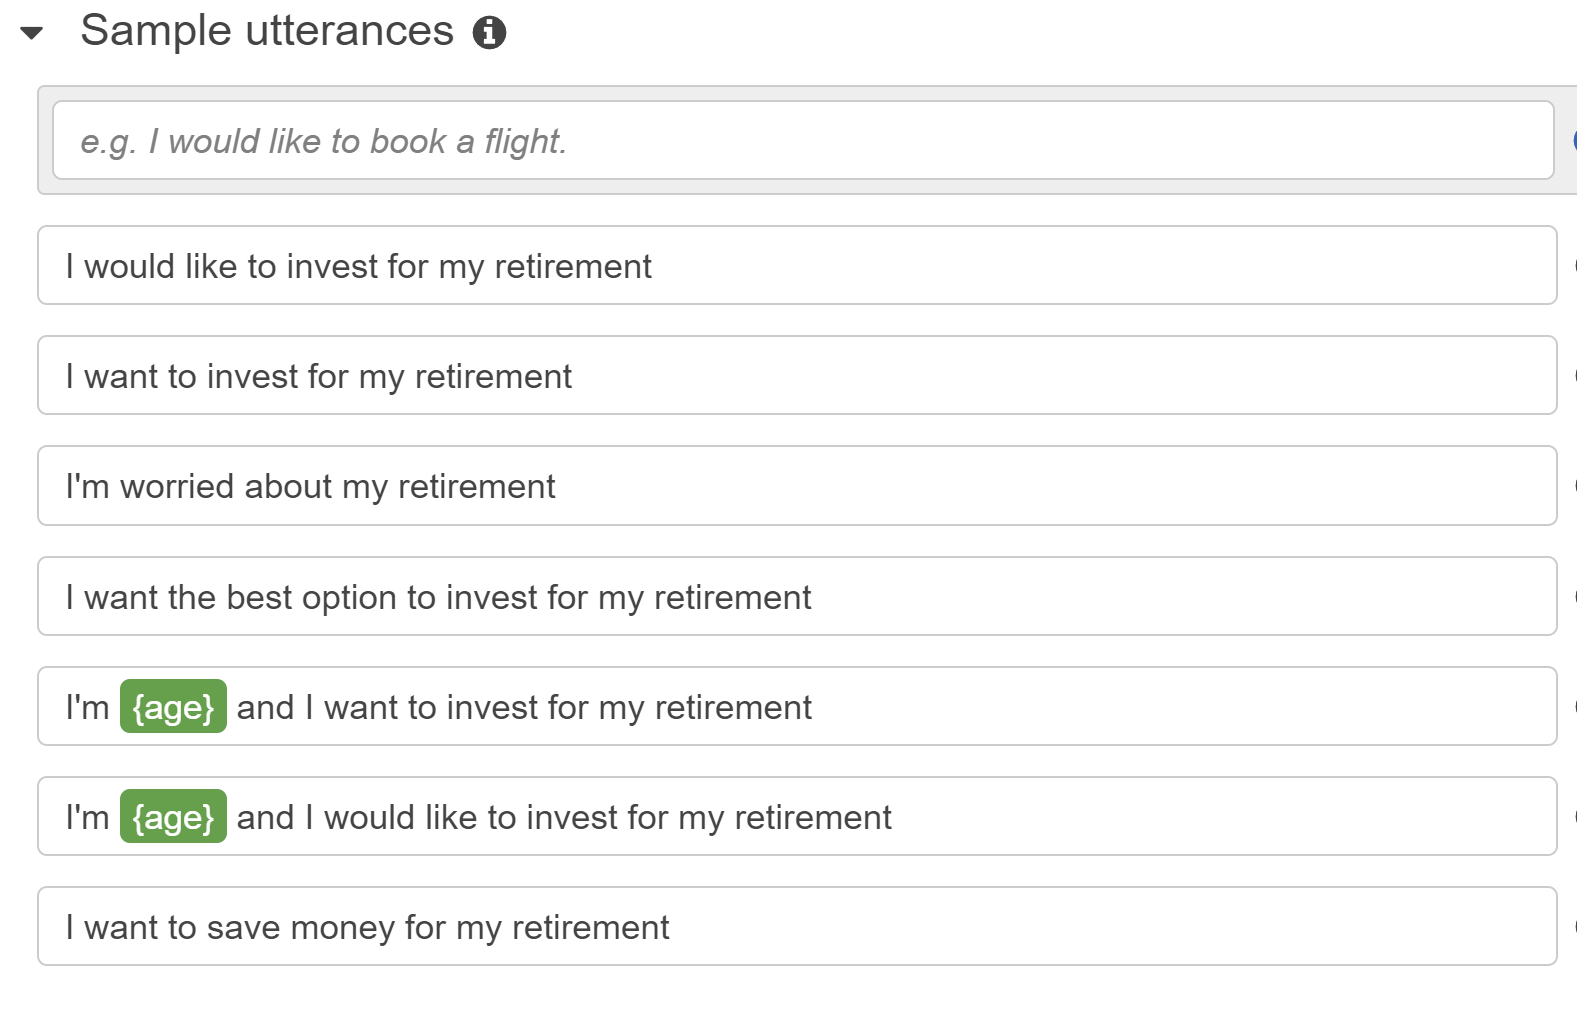 Sample utterances
e.g. I would like to book a flight.
I would like to invest for my retirement
I want to invest for my retirement
I'm worried about my retirement
I want the best option to invest for my retirement
I'm {age} and I want to invest for my retirement
I'm {age} and I would like to invest for my retirement
I want to save money for my retirement